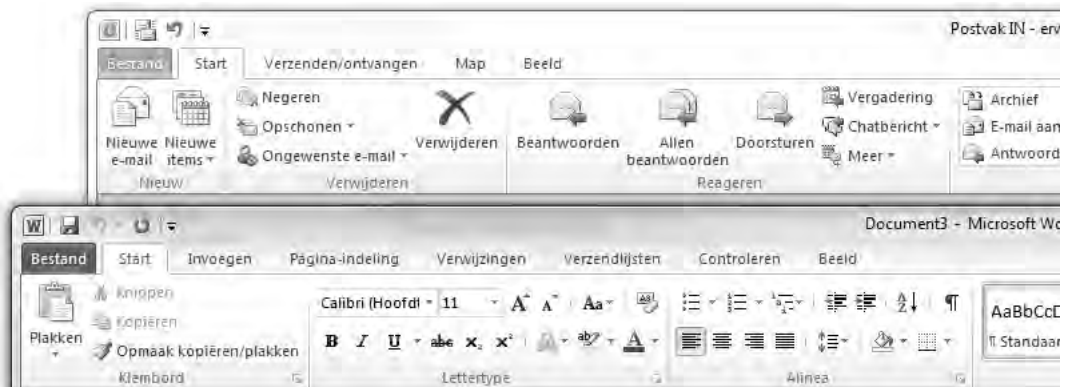 Postvak IN - erv
Bestand Start Verzenden/ontvangen Map Beeld
Negeren Vergadering Archief
Opschonen Chatbericht E-mail aan
Nieuwe Nieuwe Verwijderen Beantwoorden Allen Doorsturen
e-mail items Ongewenste e-mail beantwoorden Meer Antwoord
Nieuw Verwijderen Reageren
W Document3 - Microsoft Wo
Bestand Start Invoegen Pagina-indeling Verwijzingen Verzendlijsten Controleren Beeld
Knippen Calibri (Hoofdt 11 A A Aa
Kopiëren AaBbCcD
Plakken B I U abc x₂ x² A ab A ¶ Standaar
Opmaak kopiëren/plakken
Klembord Lettertype Alinea